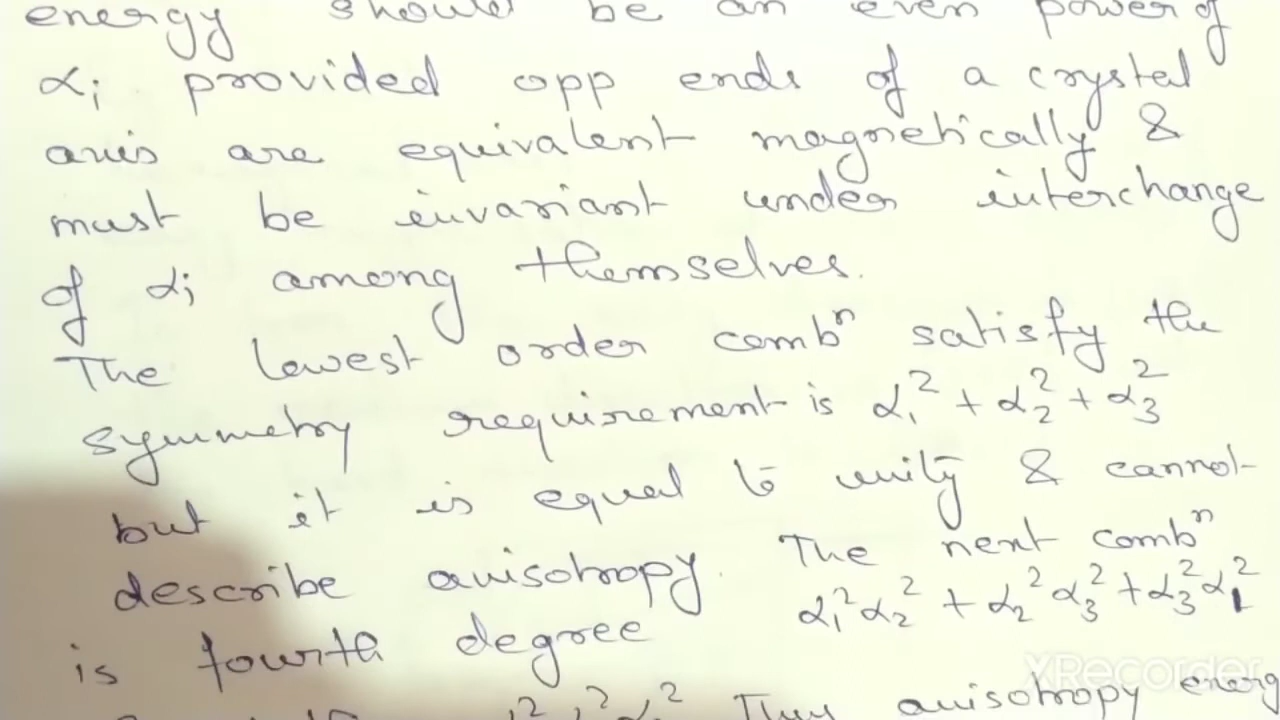 energy should be an even power of
αi provided opp ends of a crystal
axis are equivalent magnetically &
must be invariant under interchange
of αi among themselves.
The lowest order combⁿ satisfy the
symmetry requirement is α₁² + α₂² + α₃²
but it is equal to unity & cannot
describe anisotropy. The next combⁿ
is fourth degree α₁²α₂² + α₂²α₃² + α₃²α₁²
Thus anisotropy energ
XRecorder